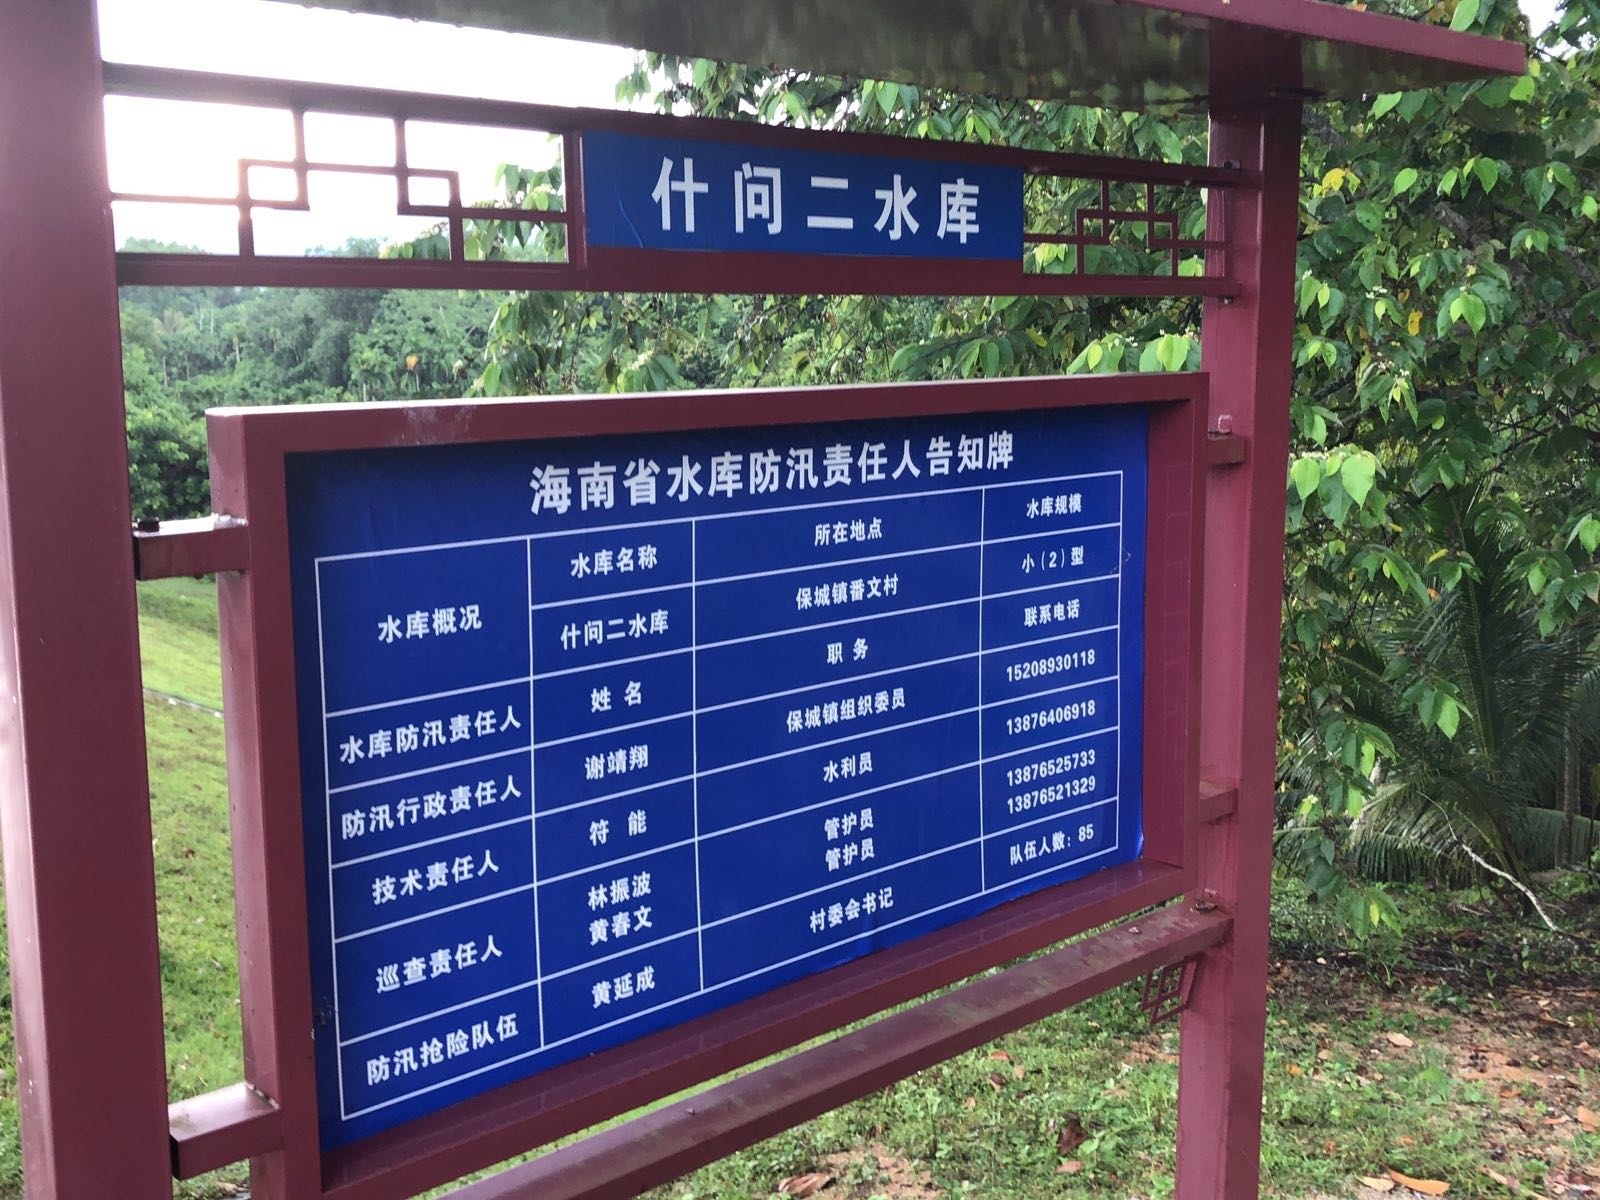 什问二水库
海南省水库防汛责任人告知牌
水库概况 水库名称 所在地点 水库规模
什问二水库 保城镇番文村 小（2）型
水库防汛责任人 姓 名 职 务 联系电话
防汛行政责任人 谢靖翔 保城镇组织委员 15208930118
技术责任人 符 能 水利员 13876406918
巡查责任人 林振波 管护员 13876525733
黄春文 管护员 13876521329
防汛抢险队伍 黄延成 村委会书记 队伍人数：85